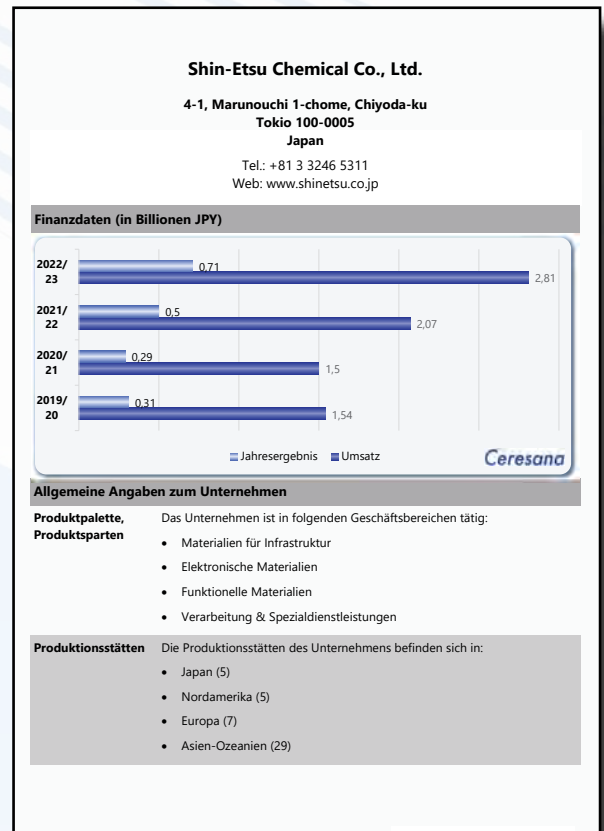 Shin-Etsu Chemical Co., Ltd.
4-1, Marunouchi 1-chome, Chiyoda-ku
Tokio 100-0005
Japan
Tel.: +81 3 3246 5311
Web: www.shinetsu.co.jp
Finanzdaten (in Billionen JPY)
2022/
23
0,71
2,81
2021/
22
0,5
2,07
2020/
21
0,29
1,5
2019/
20
0,31
1,54
Jahresergebnis Umsatz
Ceresana
Allgemeine Angaben zum Unternehmen
Produktpalette,
Produktsparten
Das Unternehmen ist in folgenden Geschäftsbereichen tätig:
• Materialien für Infrastruktur
• Elektronische Materialien
• Funktionelle Materialien
• Verarbeitung & Spezialdienstleistungen
Produktionsstätten Die Produktionsstätten des Unternehmens befinden sich in:
• Japan (5)
• Nordamerika (5)
• Europa (7)
• Asien-Ozeanien (29)